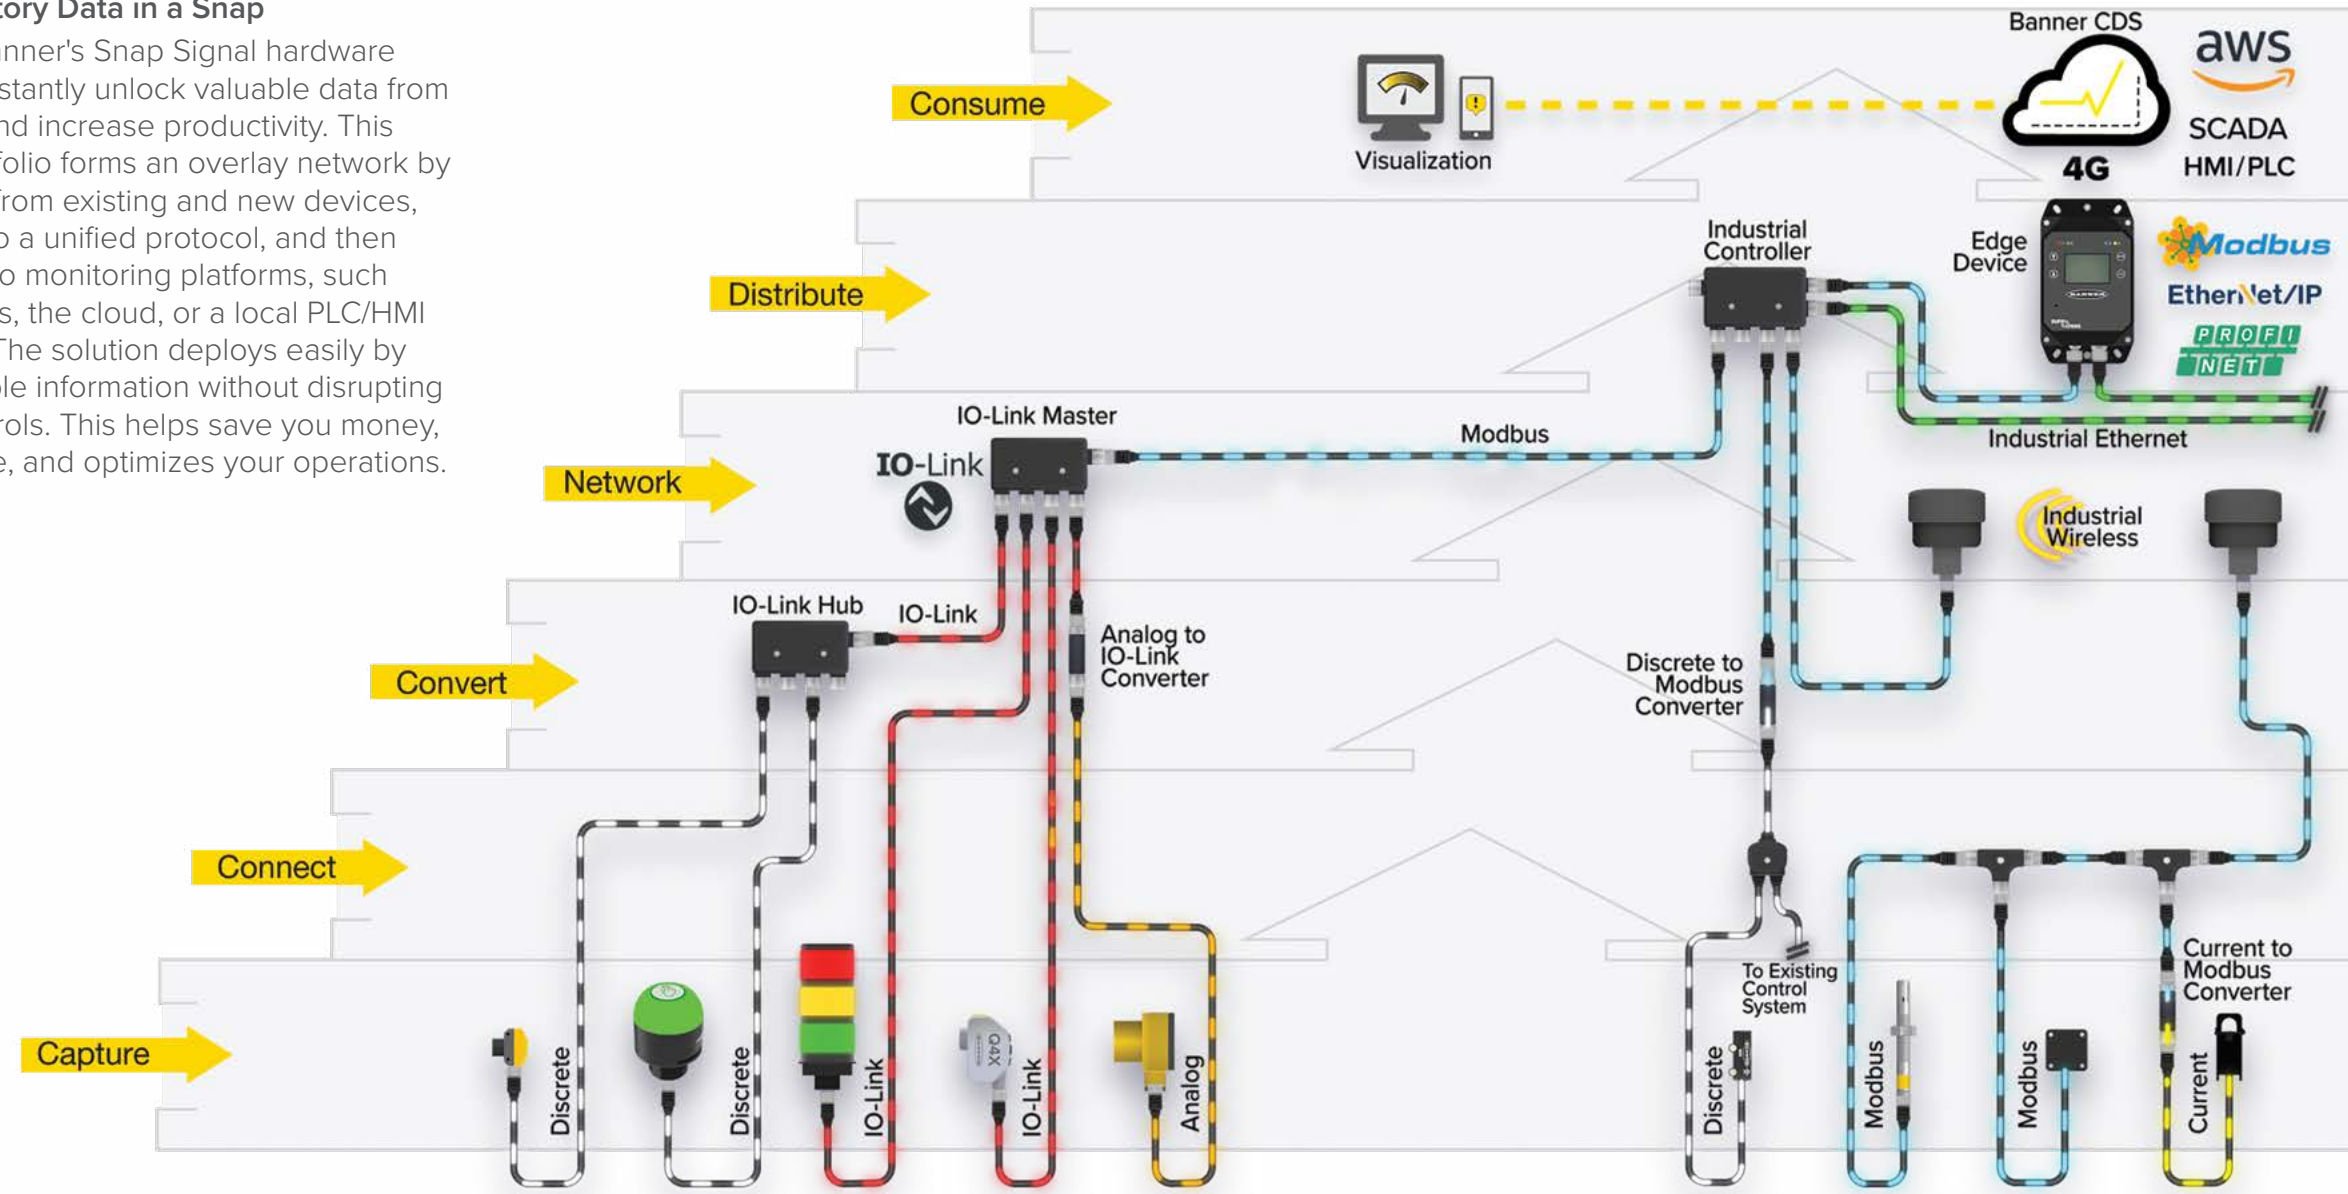 tory Data in a Snap
anner's Snap Signal hardware
stantly unlock valuable data from
nd increase productivity. This
folio forms an overlay network by
from existing and new devices,
o a unified protocol, and then
o monitoring platforms, such
s, the cloud, or a local PLC/HMI
The solution deploys easily by
ble information without disrupting
rols. This helps save you money,
e, and optimizes your operations.
Consume
Visualization
Banner CDS
4G
aws
SCADA
HMI/PLC
Distribute
Industrial
Controller
Edge
Device
BANNER
Modbus
EtherNet/IP
PROFI
NET
Industrial Ethernet
Network
IO-Link Master
IO-Link
Modbus
Industrial
Wireless
Convert
IO-Link Hub
IO-Link
Analog to
IO-Link
Converter
Discrete to
Modbus
Converter
Connect
To Existing
Control
System
Current to
Modbus
Converter
Capture
Discrete
Discrete
IO-Link
Q4X
IO-Link
Analog
Discrete
Modbus
Modbus
Current